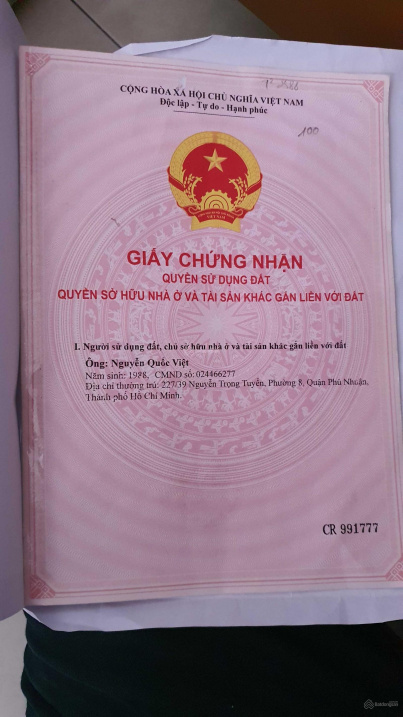 CỘNG HÒA XÃ HỘI CHỦ NGHĨA VIỆT NAM
Độc lập - Tự do - Hạnh phúc
100
VIỆT NAM
GIẤY CHỨNG NHẬN
QUYỀN SỬ DỤNG ĐẤT
QUYỀN SỞ HỮU NHÀ Ở VÀ TÀI SẢN KHÁC GẮN LIỀN VỚI ĐẤT
I. Người sử dụng đất, chủ sở hữu nhà ở và tài sản khác gắn liền với đất
Ông: Nguyễn Quốc Việt
Năm sinh: 1988, CMND số: 024466277
Địa chỉ thường trú: 227/39 Nguyễn Trọng Tuyển, Phường 8, Quận Phú Nhuận,
Thành phố Hồ Chí Minh.
CR 991777
Batdongsan